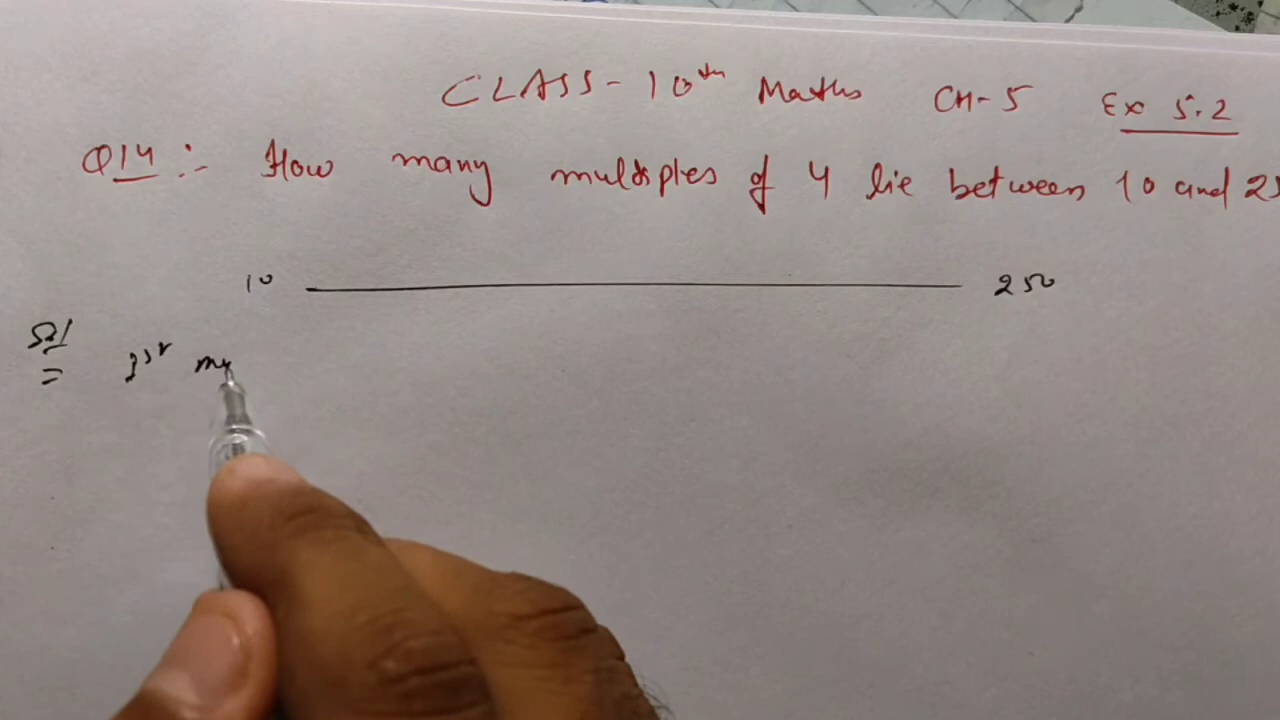 CLASS-10th Maths CH-5 Ex 5.2
Q14:- How many multiples of 4 lie between 10 and 25
10 250
Sol 1st mu